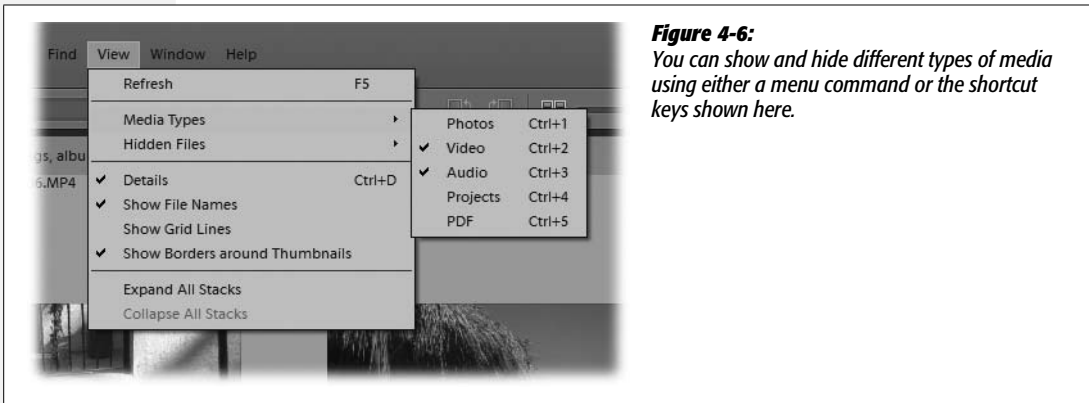 Find View Window Help
Refresh F5
Media Types
Hidden Files
Details Ctrl+D
Show File Names
Show Grid Lines
Show Borders around Thumbnails
Expand All Stacks
Collapse All Stacks
Photos Ctrl+1
Video Ctrl+2
Audio Ctrl+3
Projects Ctrl+4
PDF Ctrl+5
gs, albu
6.MP4
Figure 4-6:
You can show and hide different types of media
using either a menu command or the shortcut
keys shown here.